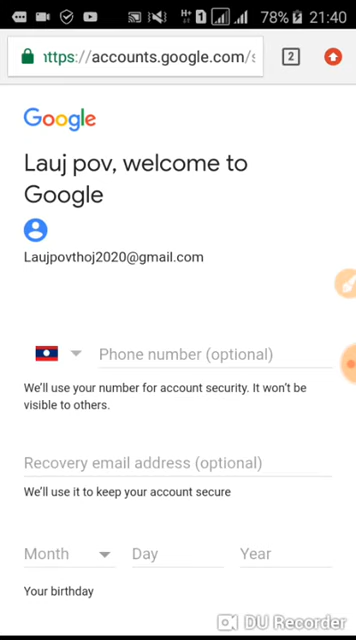 H+ 1 78% 21:40
https://accounts.google.com/s 2
Google
Lauj pov, welcome to
Google
Laujpovthoj2020@gmail.com
Phone number (optional)
We'll use your number for account security. It won't be
visible to others.
Recovery email address (optional)
We'll use it to keep your account secure
Month Day Year
Your birthday
DU Recorder